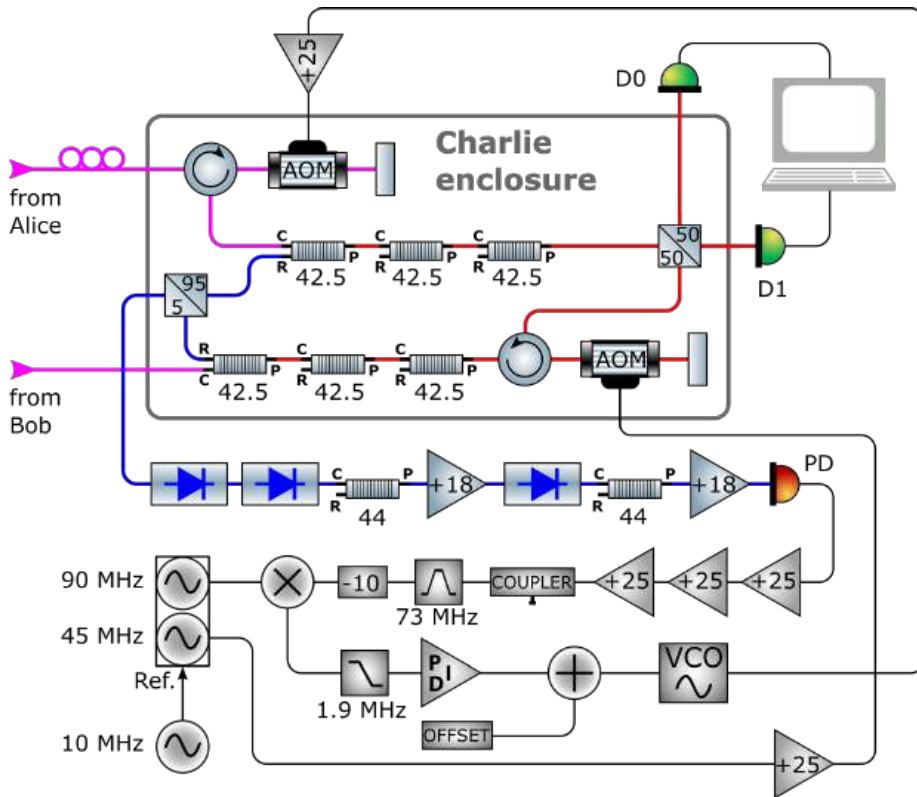 +25
D0
Charlie
enclosure
AOM
from
Alice
C
R
P
42.5
C
R
P
42.5
C
R
P
42.5
50
50
D1
95
5
R
C
P
42.5
C
R
P
42.5
C
R
P
42.5
AOM
from
Bob
C
R
P
44
+18
C
R
P
44
+18
PD
90 MHz
-10
73 MHz
COUPLER
+25
+25
+25
45 MHz
Ref.
1.9 MHz
P
I
D
VCO
OFFSET
10 MHz
+25